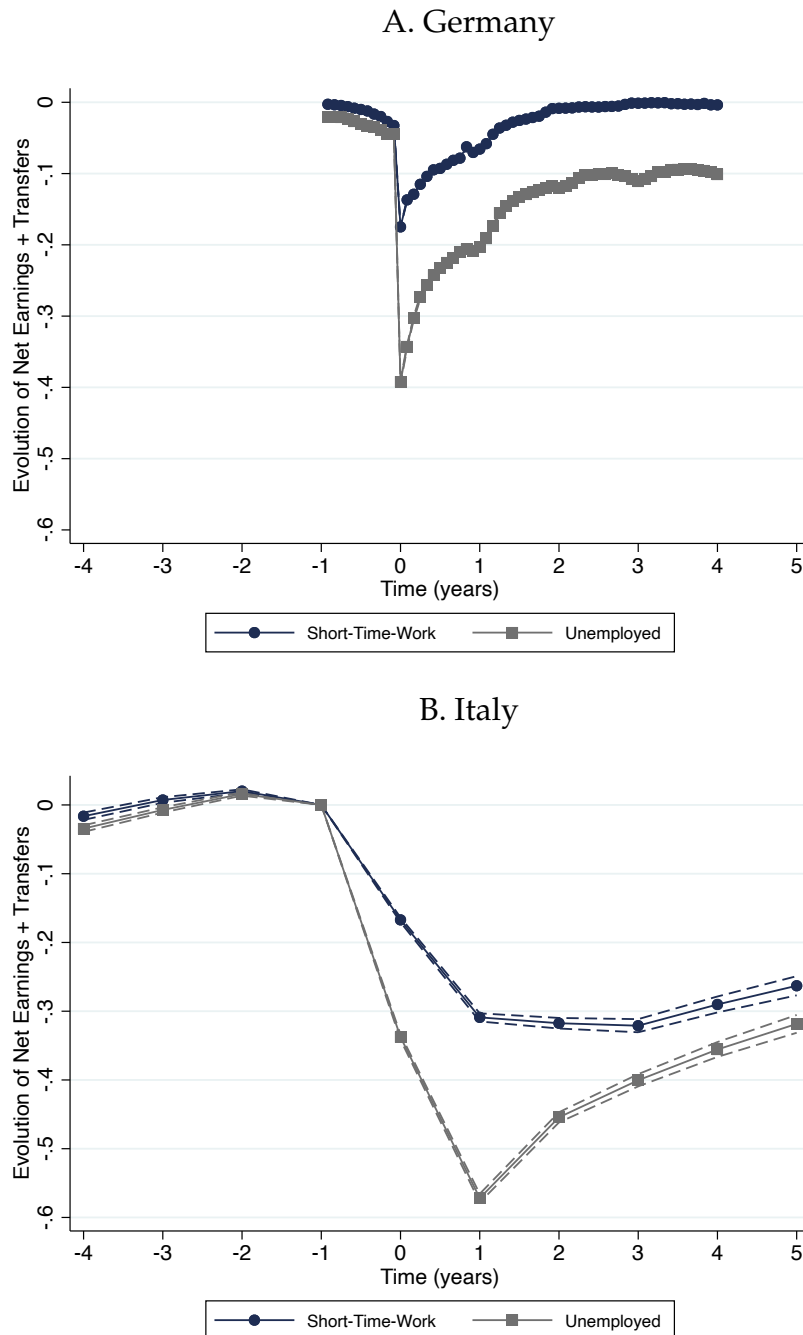 A. Germany
Evolution of Net Earnings + Transfers
0
-.1
-.2
-.3
-.4
-.5
-.6
-4 -3 -2 -1 0 1 2 3 4 5
Time (years)
Short-Time-Work Unemployed
B. Italy
Evolution of Net Earnings + Transfers
0
-.1
-.2
-.3
-.4
-.5
-.6
-4 -3 -2 -1 0 1 2 3 4 5
Time (years)
Short-Time-Work Unemployed